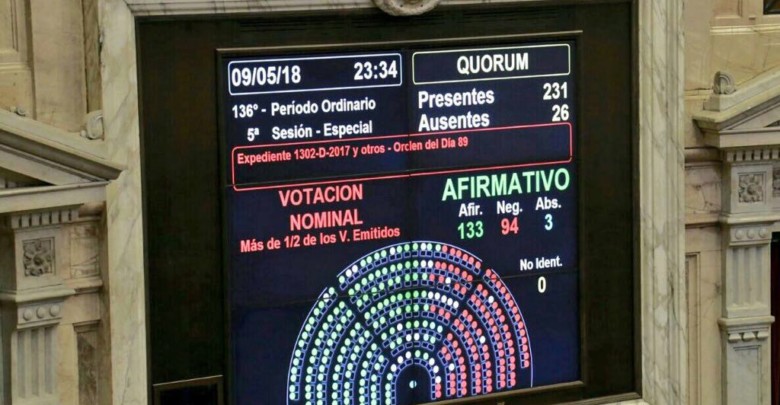 09/05/18 23:34
136º - Período Ordinario
5ª Sesión - Especial
QUORUM
Presentes 231
Ausentes 26
Expediente 1302-D-2017 y otros - Orden del Día 89
VOTACION
NOMINAL
Más de 1/2 de los V. Emitidos
AFIRMATIVO
Afir. Neg. Abs.
133 94 3
No Ident.
0